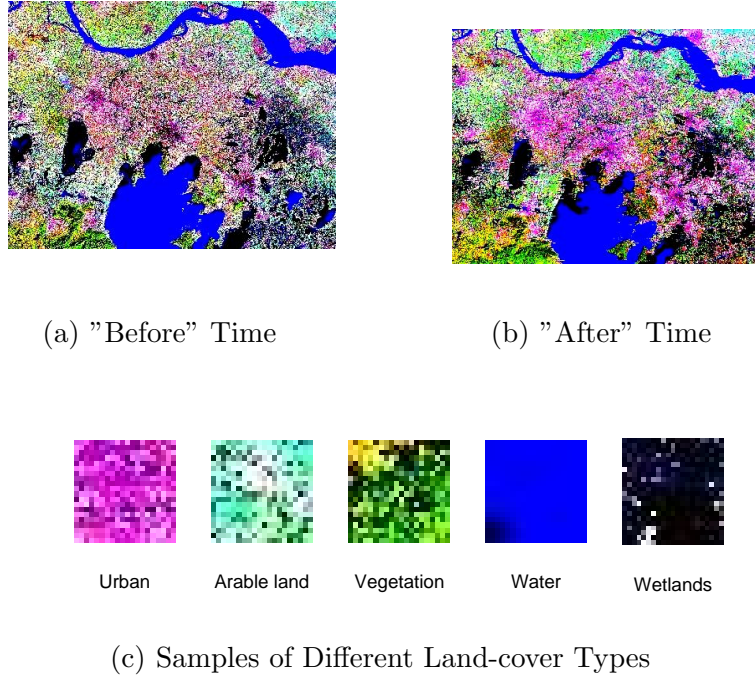 (a) ”Before” Time
(b) ”After” Time
Urban
Arable land
Vegetation
Water
Wetlands
(c) Samples of Different Land-cover Types